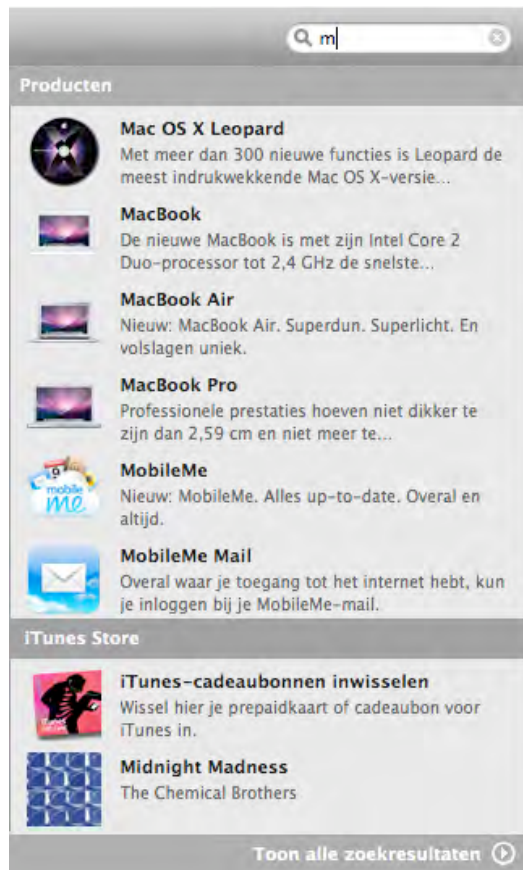 m
Producten
Mac OS X Leopard
Met meer dan 300 nieuwe functies is Leopard de
meest indrukwekkende Mac OS X-versie...
MacBook
De nieuwe MacBook is met zijn Intel Core 2
Duo-processor tot 2,4 GHz de snelste...
MacBook Air
Nieuw: MacBook Air. Superdun. Superlicht. En
volslagen uniek.
MacBook Pro
Professionele prestaties hoeven niet dikker te
zijn dan 2,59 cm en niet meer te...
9
mobile
me
MobileMe
Nieuw: MobileMe. Alles up-to-date. Overal en
altijd.
MobileMe Mail
Overal waar je toegang tot het internet hebt, kun
je inloggen bij je MobileMe-mail.
iTunes Store
iTunes
iTunes-cadeaubonnen inwisselen
Wissel hier je prepaidkaart of cadeaubon voor
iTunes in.
Midnight Madness
The Chemical Brothers
Toon alle zoekresultaten